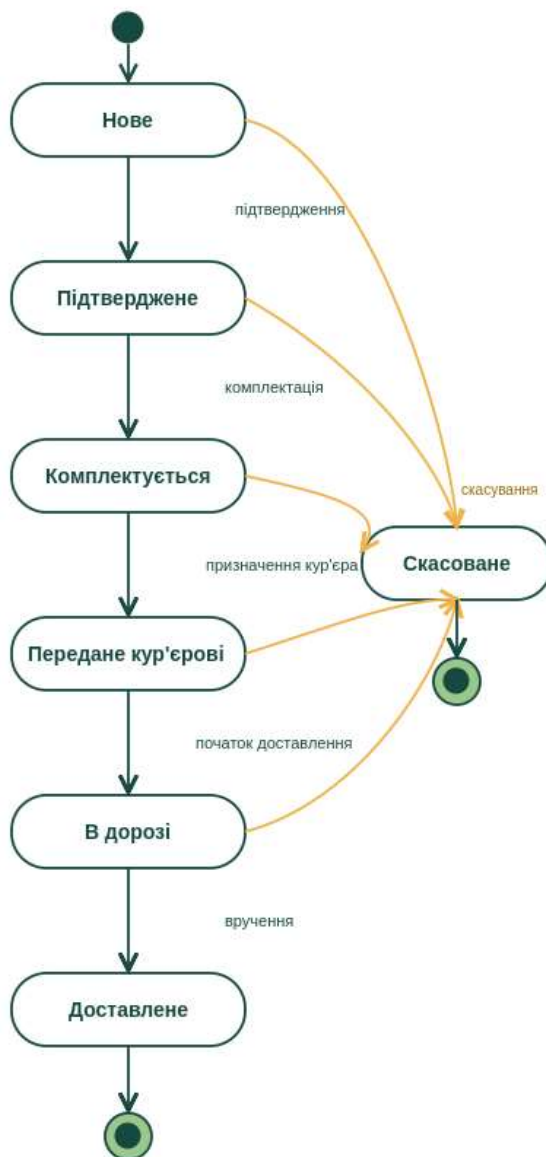 Нове
підтвердження
Підтверджене
комплектація
Комплектується
скасування
Скасоване
призначення кур'єра
Передане кур'єрові
початок доставлення
В дорозі
вручення
Доставлене